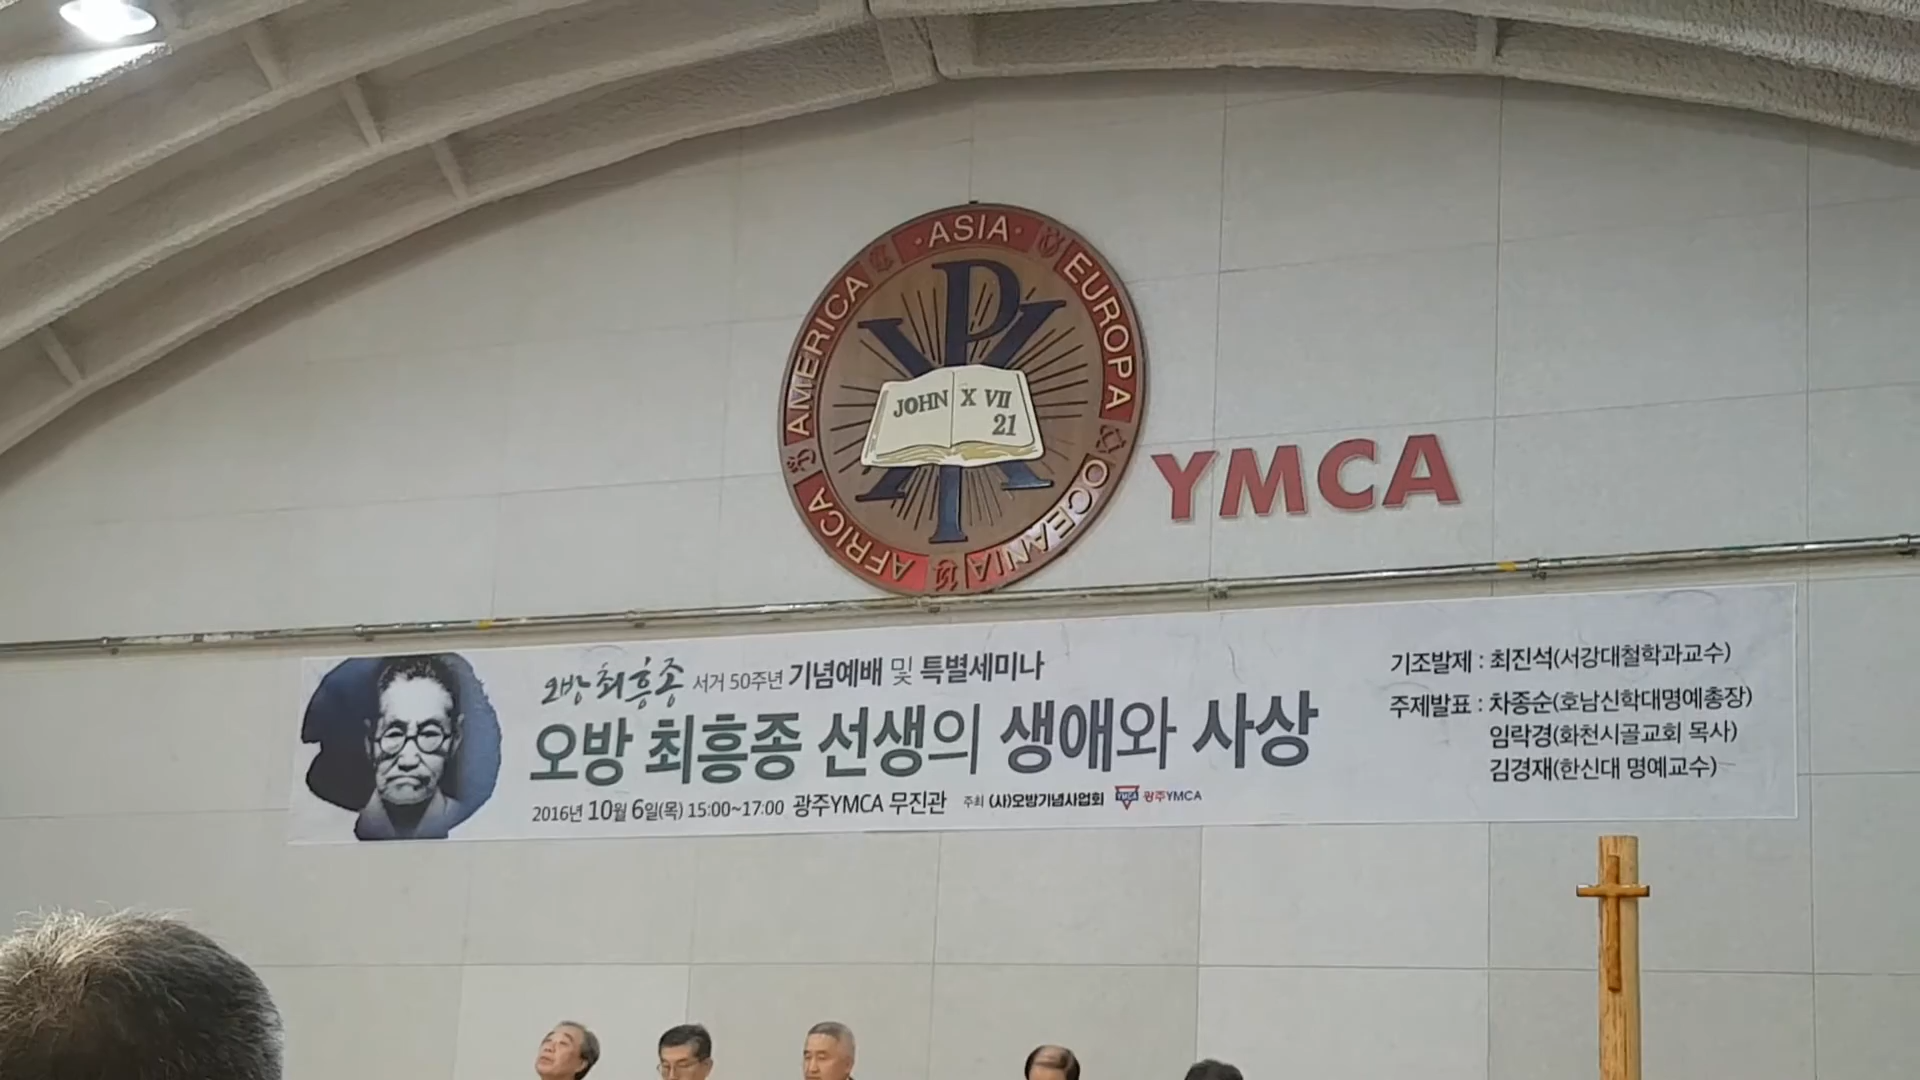 ASIA
EUROPA
OCEANIA
AFRICA
AMERICA
JOHN X VII
21
YMCA
오방 최흥종 서거 50주년 기념예배 및 특별세미나
오방 최흥종 선생의 생애와 사상
2016년 10월 6일(목) 15:00~17:00 광주YMCA 무진관 주최 (사)오방기념사업회 YMCA 광주YMCA
기조발제 : 최진석(서강대철학과교수)
주제발표 : 차종순(호남신학대명예총장)
임락경(화천시골교회 목사)
김경재(한신대 명예교수)